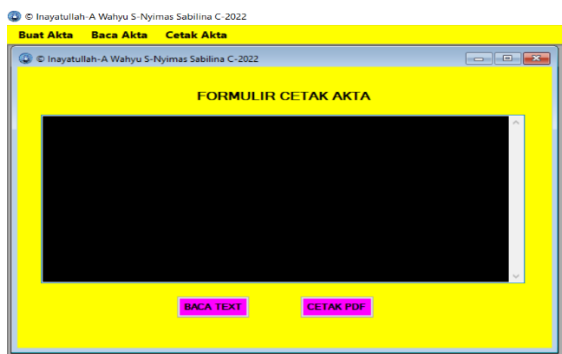 © Inayatullah-A Wahyu S-Nyimas Sabilina C-2022
Buat Akta Baca Akta Cetak Akta
© Inayatullah-A Wahyu S-Nyimas Sabilina C-2022
FORMULIR CETAK AKTA
BACA TEXT CETAK PDF